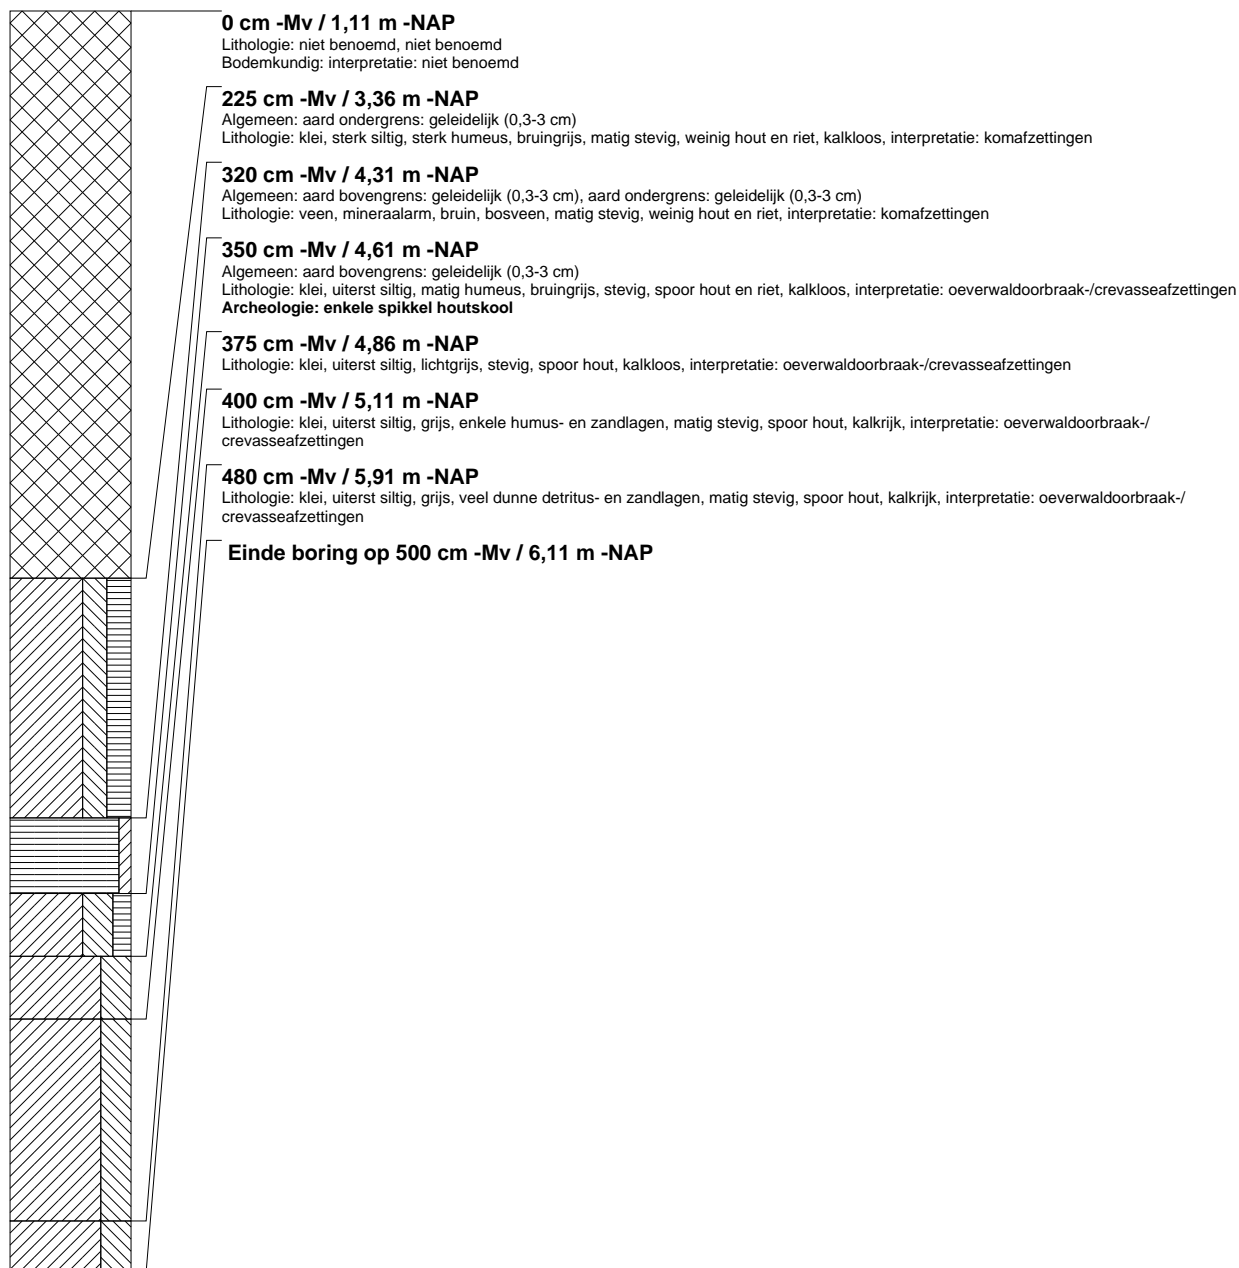 0 cm -Mv / 1,11 m -NAP
Lithologie: niet benoemd, niet benoemd
Bodemkundig: interpretatie: niet benoemd
225 cm -Mv / 3,36 m -NAP
Algemeen: aard ondergrens: geleidelijk (0,3-3 cm)
Lithologie: klei, sterk siltig, sterk humeus, bruingrijs, matig stevig, weinig hout en riet, kalkloos, interpretatie: komafzettingen
320 cm -Mv / 4,31 m -NAP
Algemeen: aard bovengrens: geleidelijk (0,3-3 cm), aard ondergrens: geleidelijk (0,3-3 cm)
Lithologie: veen, mineraalarm, bruin, bosveen, matig stevig, weinig hout en riet, interpretatie: komafzettingen
350 cm -Mv / 4,61 m -NAP
Algemeen: aard bovengrens: geleidelijk (0,3-3 cm)
Lithologie: klei, uiterst siltig, matig humeus, bruingrijs, stevig, spoor hout en riet, kalkloos, interpretatie: oeverwaldoorbraak-/crevasseafzettingen
Archeologie: enkele spikkel houtskool
375 cm -Mv / 4,86 m -NAP
Lithologie: klei, uiterst siltig, lichtgrijs, stevig, spoor hout, kalkloos, interpretatie: oeverwaldoorbraak-/crevasseafzettingen
400 cm -Mv / 5,11 m -NAP
Lithologie: klei, uiterst siltig, grijs, enkele humus- en zandlagen, matig stevig, spoor hout, kalkrijk, interpretatie: oeverwaldoorbraak-/
crevasseafzettingen
480 cm -Mv / 5,91 m -NAP
Lithologie: klei, uiterst siltig, grijs, veel dunne detritus- en zandlagen, matig stevig, spoor hout, kalkrijk, interpretatie: oeverwaldoorbraak-/
crevasseafzettingen
Einde boring op 500 cm -Mv / 6,11 m -NAP